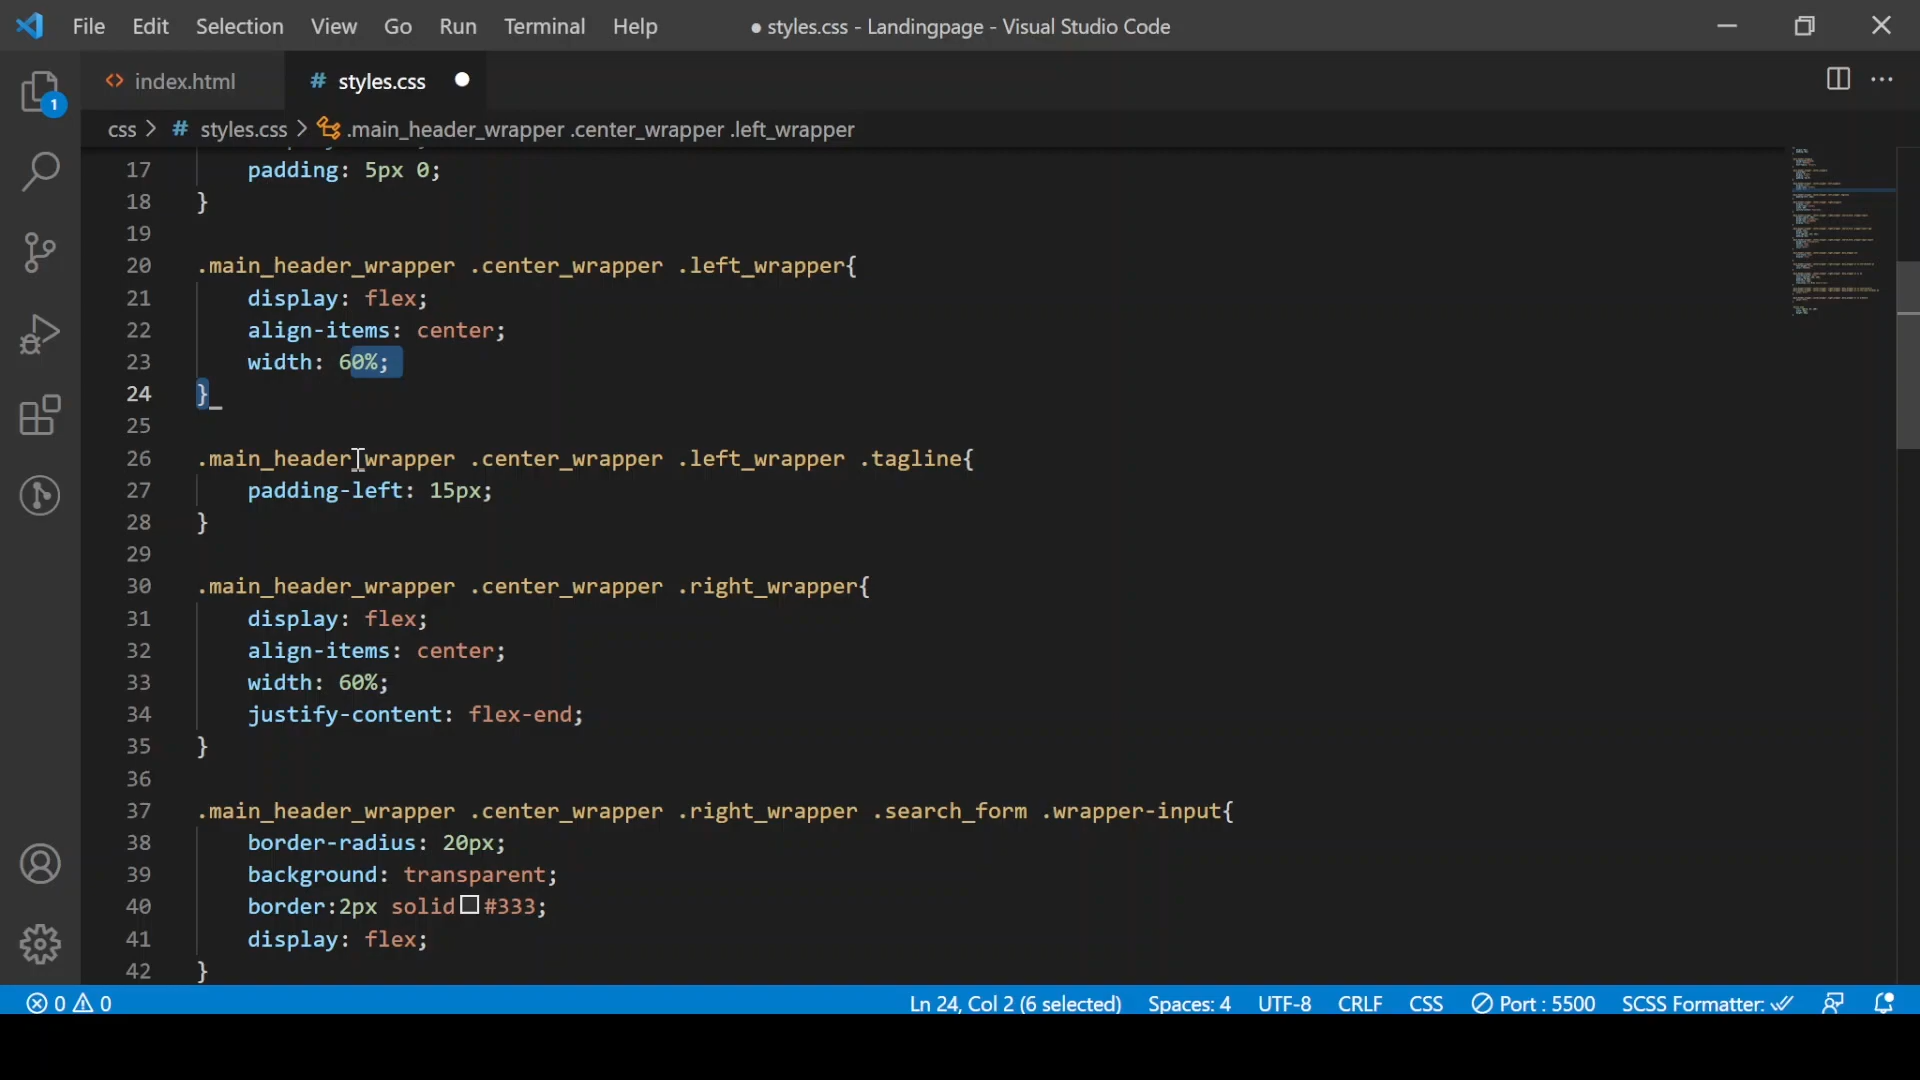 File Edit Selection View Go Run Terminal Help ● styles.css - Landingpage - Visual Studio Code
<> index.html # styles.css ●
css > # styles.css > .main_header_wrapper .center_wrapper .left_wrapper
1
17 padding: 5px 0;
18 }
19
20 .main_header_wrapper .center_wrapper .left_wrapper{
21 display: flex;
22 align-items: center;
23 width: 60%;
24 }
25
26 .main_header_wrapper .center_wrapper .left_wrapper .tagline{
27 padding-left: 15px;
28 }
29
30 .main_header_wrapper .center_wrapper .right_wrapper{
31 display: flex;
32 align-items: center;
33 width: 60%;
34 justify-content: flex-end;
35 }
36
37 .main_header_wrapper .center_wrapper .right_wrapper .search_form .wrapper-input{
38 border-radius: 20px;
39 background: transparent;
40 border:2px solid #333;
41 display: flex;
42 }
0 0 Ln 24, Col 2 (6 selected) Spaces: 4 UTF-8 CRLF CSS Port : 5500 SCSS Formatter: